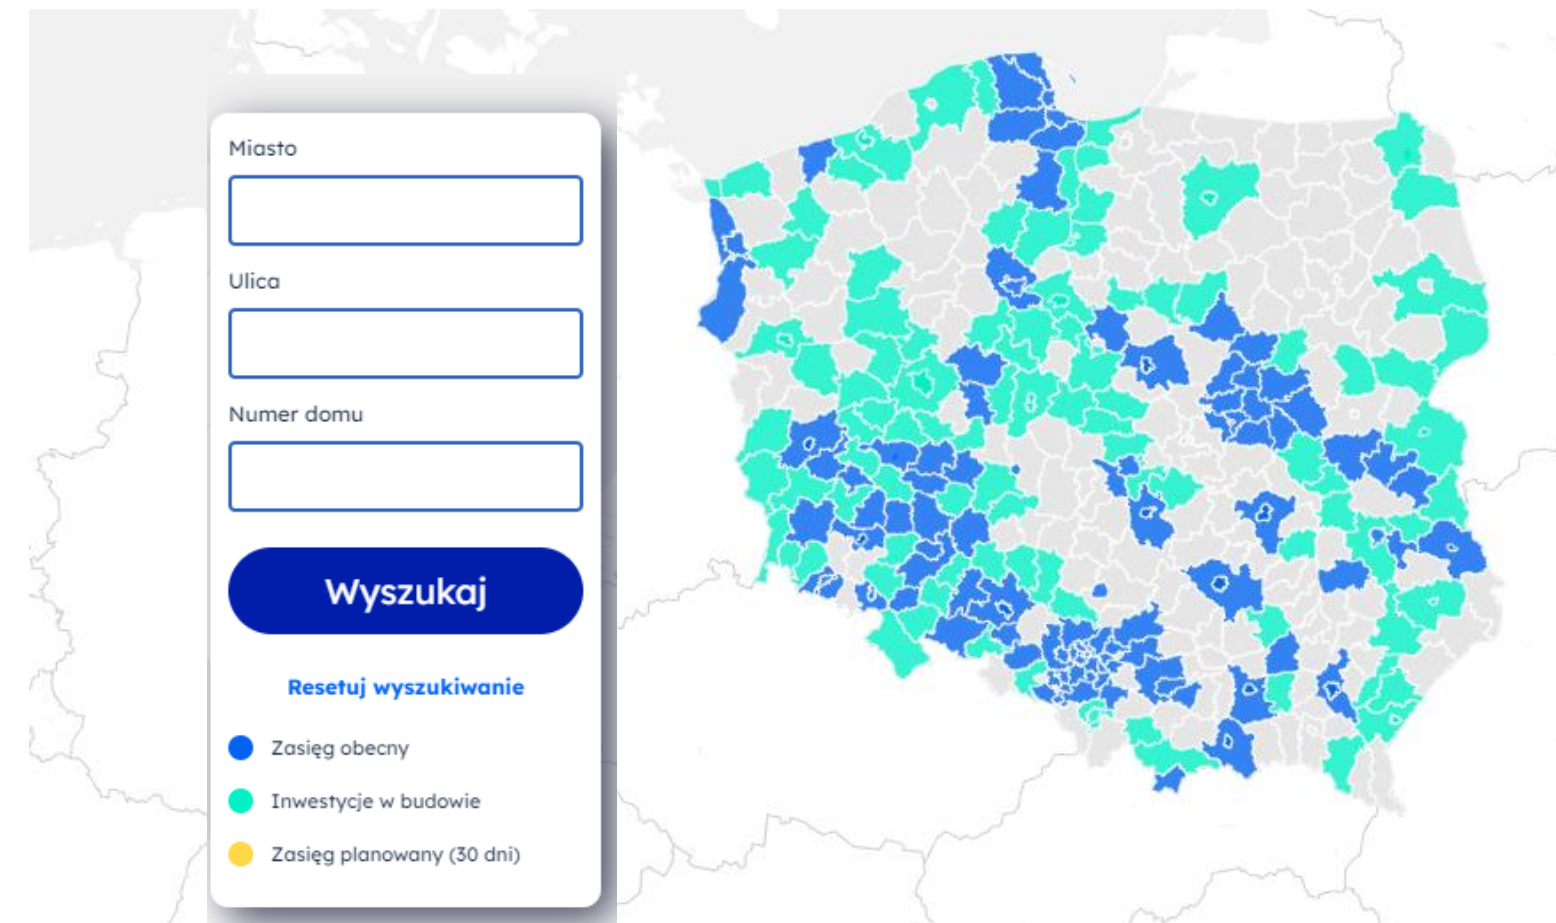 Miasto
Ulica
Numer domu
Wyszukaj
Resetuj wyszukiwanie
Zasięg obecny
Inwestycje w budowie
Zasięg planowany (30 dni)